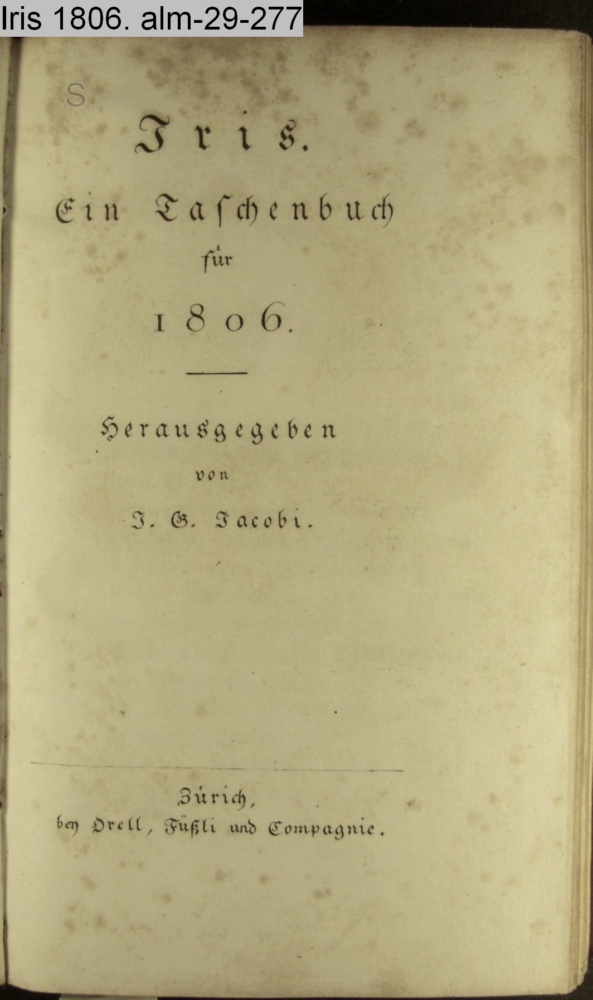 Iris 1806. alm-29-277
S
Iris.
Ein Taschenbuch
für
1806.
Herausgegeben
von
J. G. Jacobi.
Zürich,
bey Orell, Füßli und Compagnie.